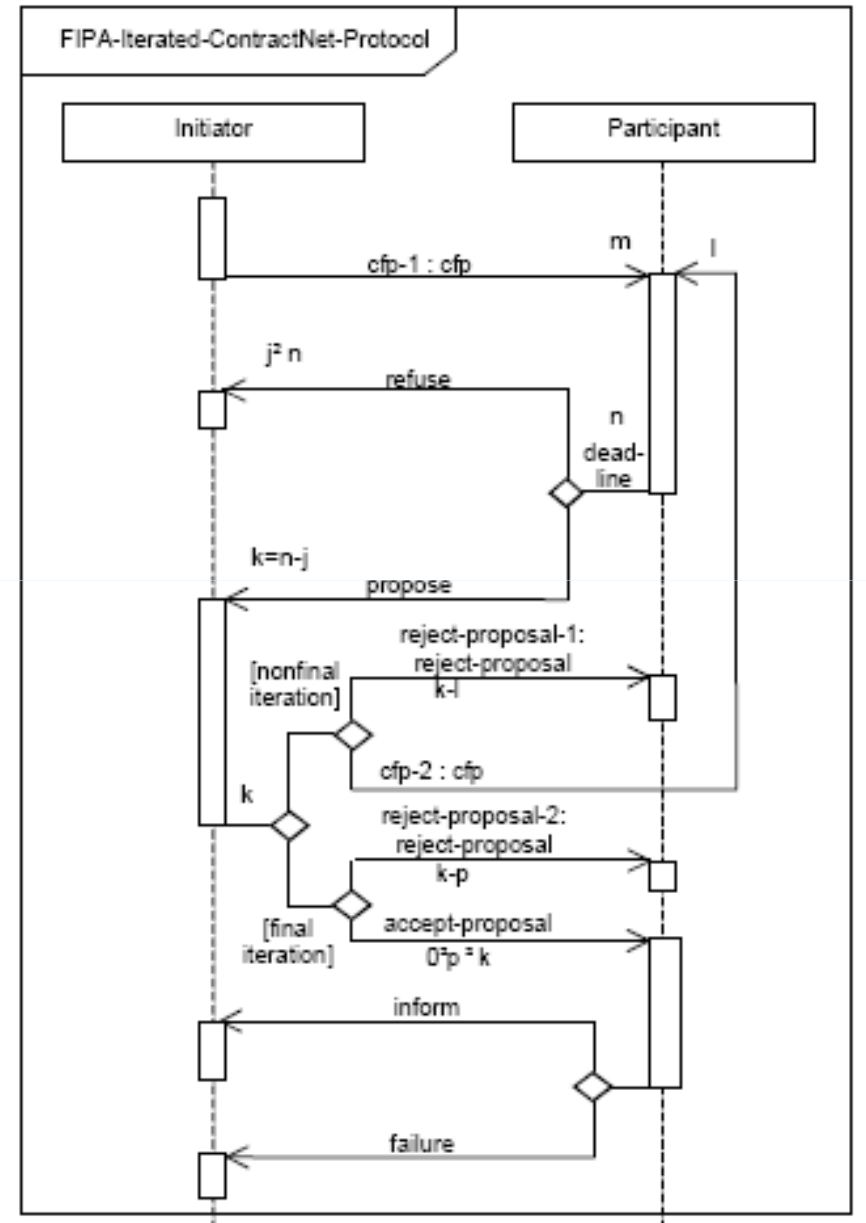 FIPA-Iterated-ContractNet-Protocol
Initiator
Participant
m
l
cfp-1 : cfp
j² n
refuse
n
dead-
line
k=n-j
propose
reject-proposal-1:
reject-proposal
k-l
[nonfinal
iteration]
cfp-2 : cfp
k
reject-proposal-2:
reject-proposal
k-p
[final
iteration]
accept-proposal
0²p ² k
inform
failure